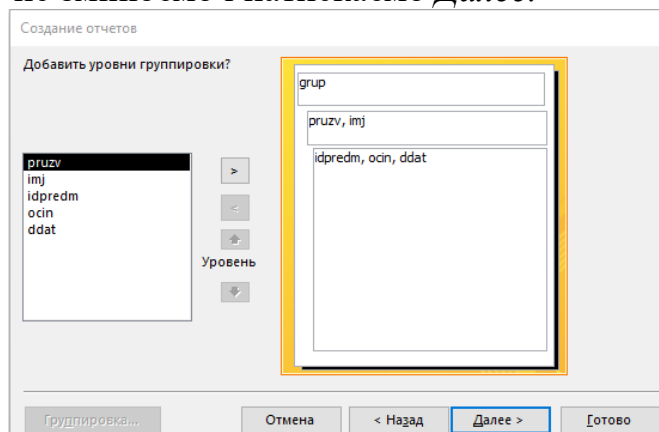 Далее.
Создание отчетов
Добавить уровни группировки?
grup
pruzv, imj
idpredm, ocin, ddat
pruzv
imj
idpredm
ocin
ddat
>
<
Уровень
Группировка...
Отмена
< Назад
Далее >
Готово